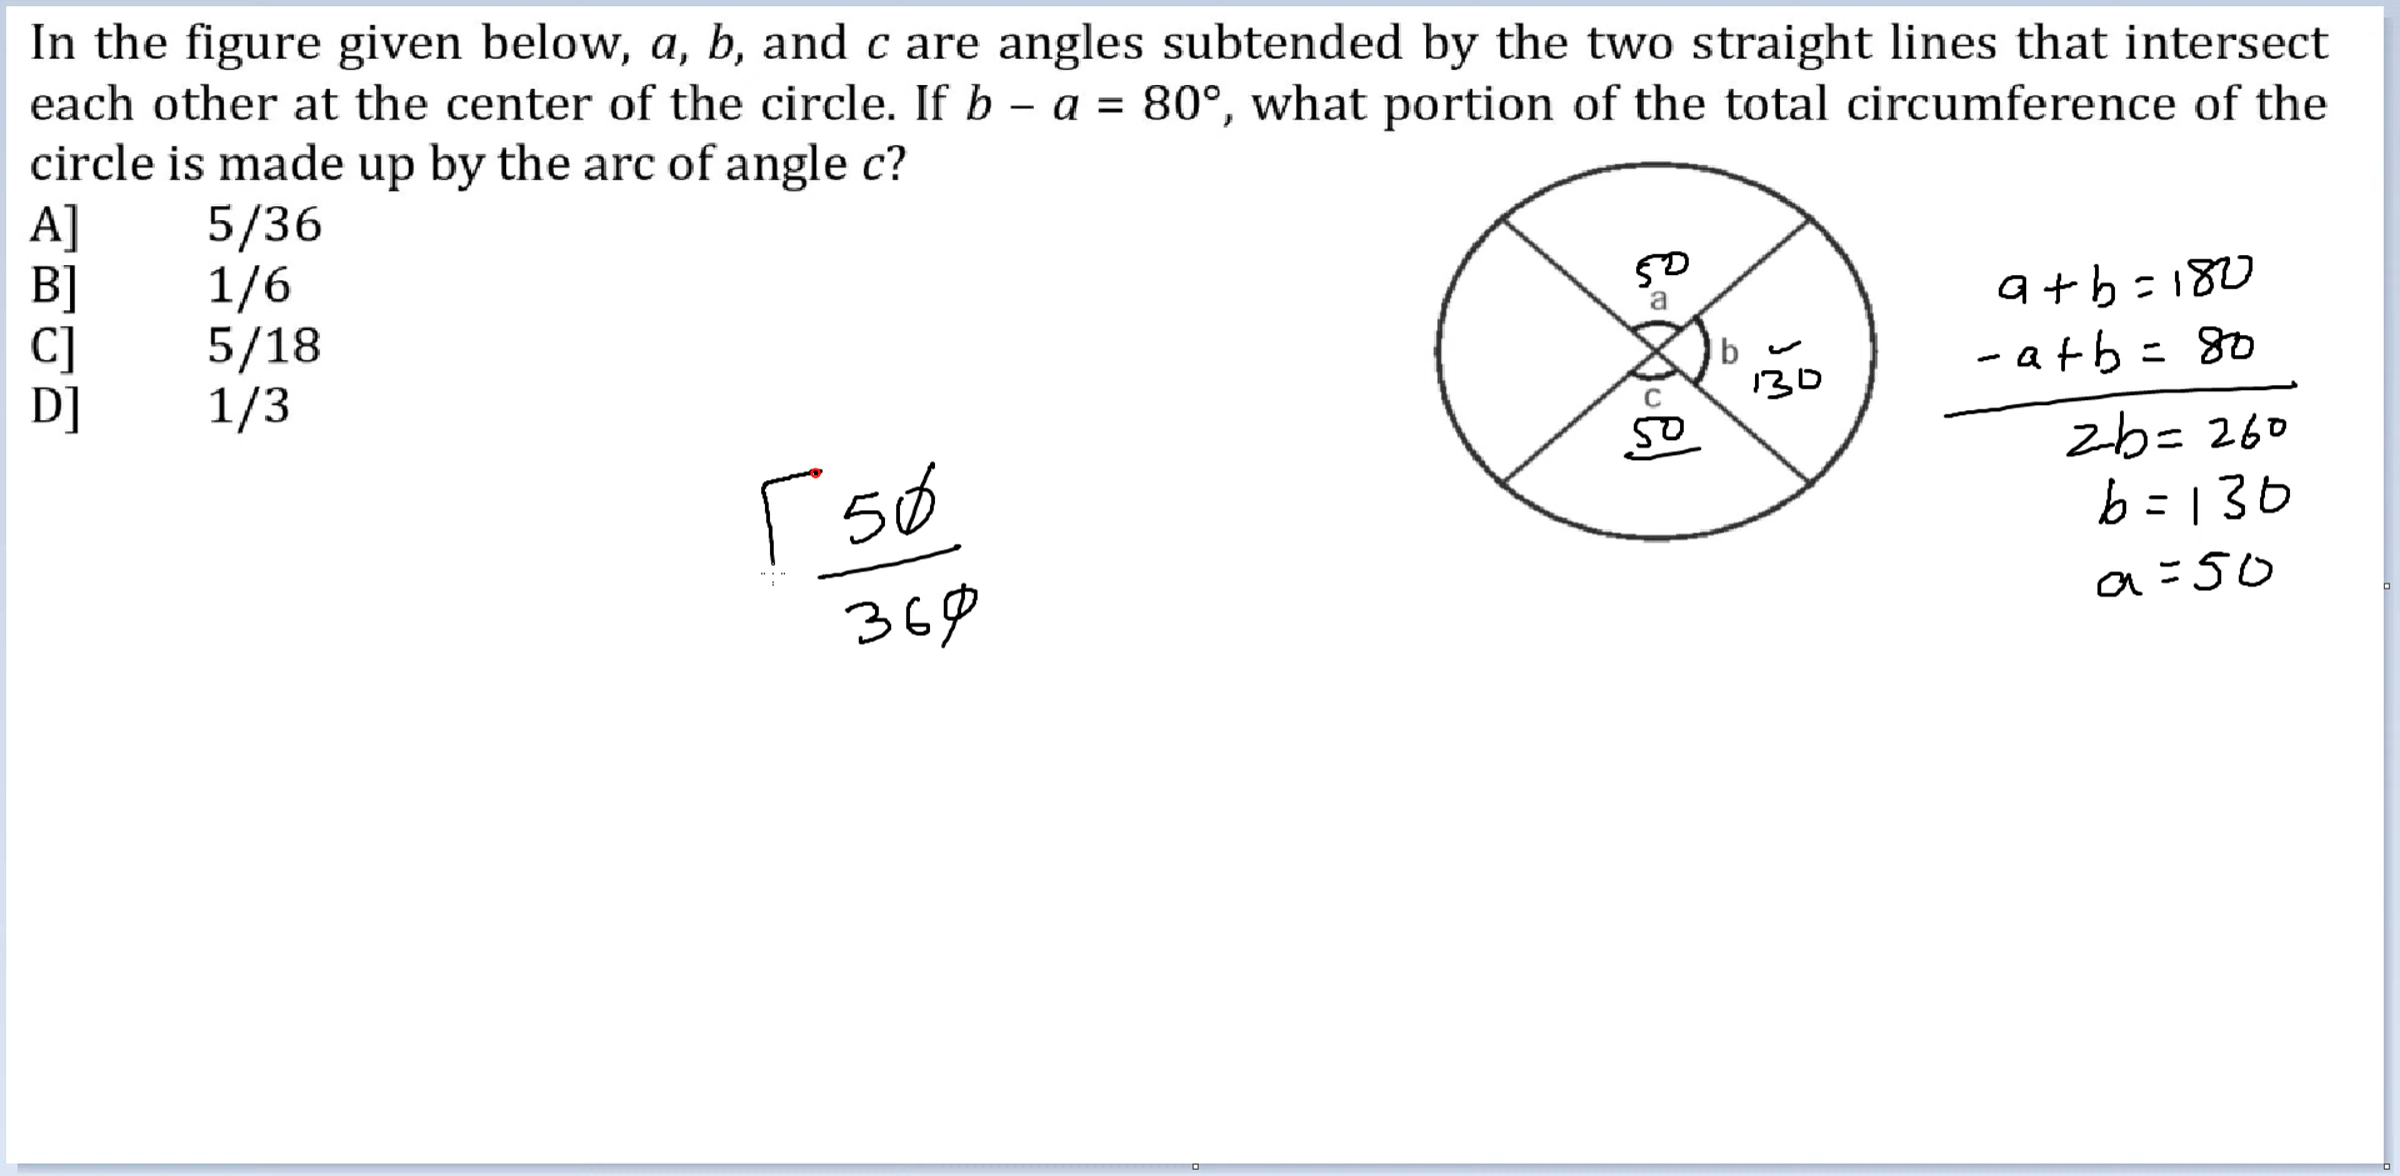 In the figure given below, a, b, and c are angles subtended by the two straight lines that intersect
each other at the center of the circle. If b – a = 80°, what portion of the total circumference of the
circle is made up by the arc of angle c?
A] 5/36
B] 1/6
C] 5/18
D] 1/3
50
a
b
130
c
50
a + b = 180
- a + b = 80
2b = 260
b = 130
a = 50
50
360